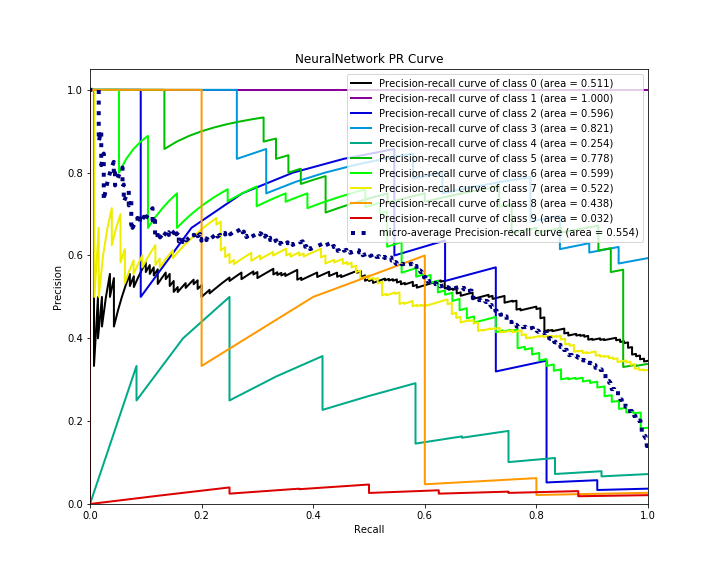 NeuralNetwork PR Curve
Precision-recall curve of class 0 (area = 0.511)
Precision-recall curve of class 1 (area = 1.000)
Precision-recall curve of class 2 (area = 0.596)
Precision-recall curve of class 3 (area = 0.821)
Precision-recall curve of class 4 (area = 0.254)
Precision-recall curve of class 5 (area = 0.778)
Precision-recall curve of class 6 (area = 0.599)
Precision-recall curve of class 7 (area = 0.522)
Precision-recall curve of class 8 (area = 0.438)
Precision-recall curve of class 9 (area = 0.032)
micro-average Precision-recall curve (area = 0.554)
1.0
0.8
0.6
0.4
0.2
0.0
Precision
0.0 0.2 0.4 0.6 0.8 1.0
Recall